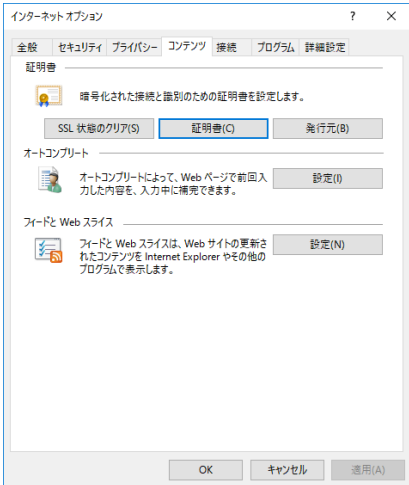 インターネット オプション
?
×
全般 セキュリティ プライバシー コンテンツ 接続 プログラム 詳細設定
証明書
暗号化された接続と識別のための証明書を設定します。
SSL 状態のクリア(S) 証明書(C) 発行元(B)
オートコンプリート
オートコンプリートによって、Web ページで前回入
力した内容を、入力中に補完できます。
設定(I)
フィードと Web スライス
フィードと Web スライスは、Web サイトの更新さ
れたコンテンツを Internet Explorer やその他の
プログラムで表示します。
設定(N)
OK キャンセル 適用(A)